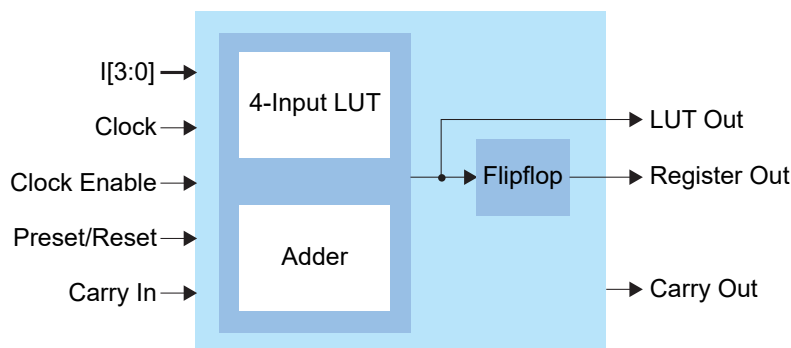 I[3:0]
Clock
Clock Enable
Preset/Reset
Carry In
4-Input LUT
Adder
Flipflop
LUT Out
Register Out
Carry Out